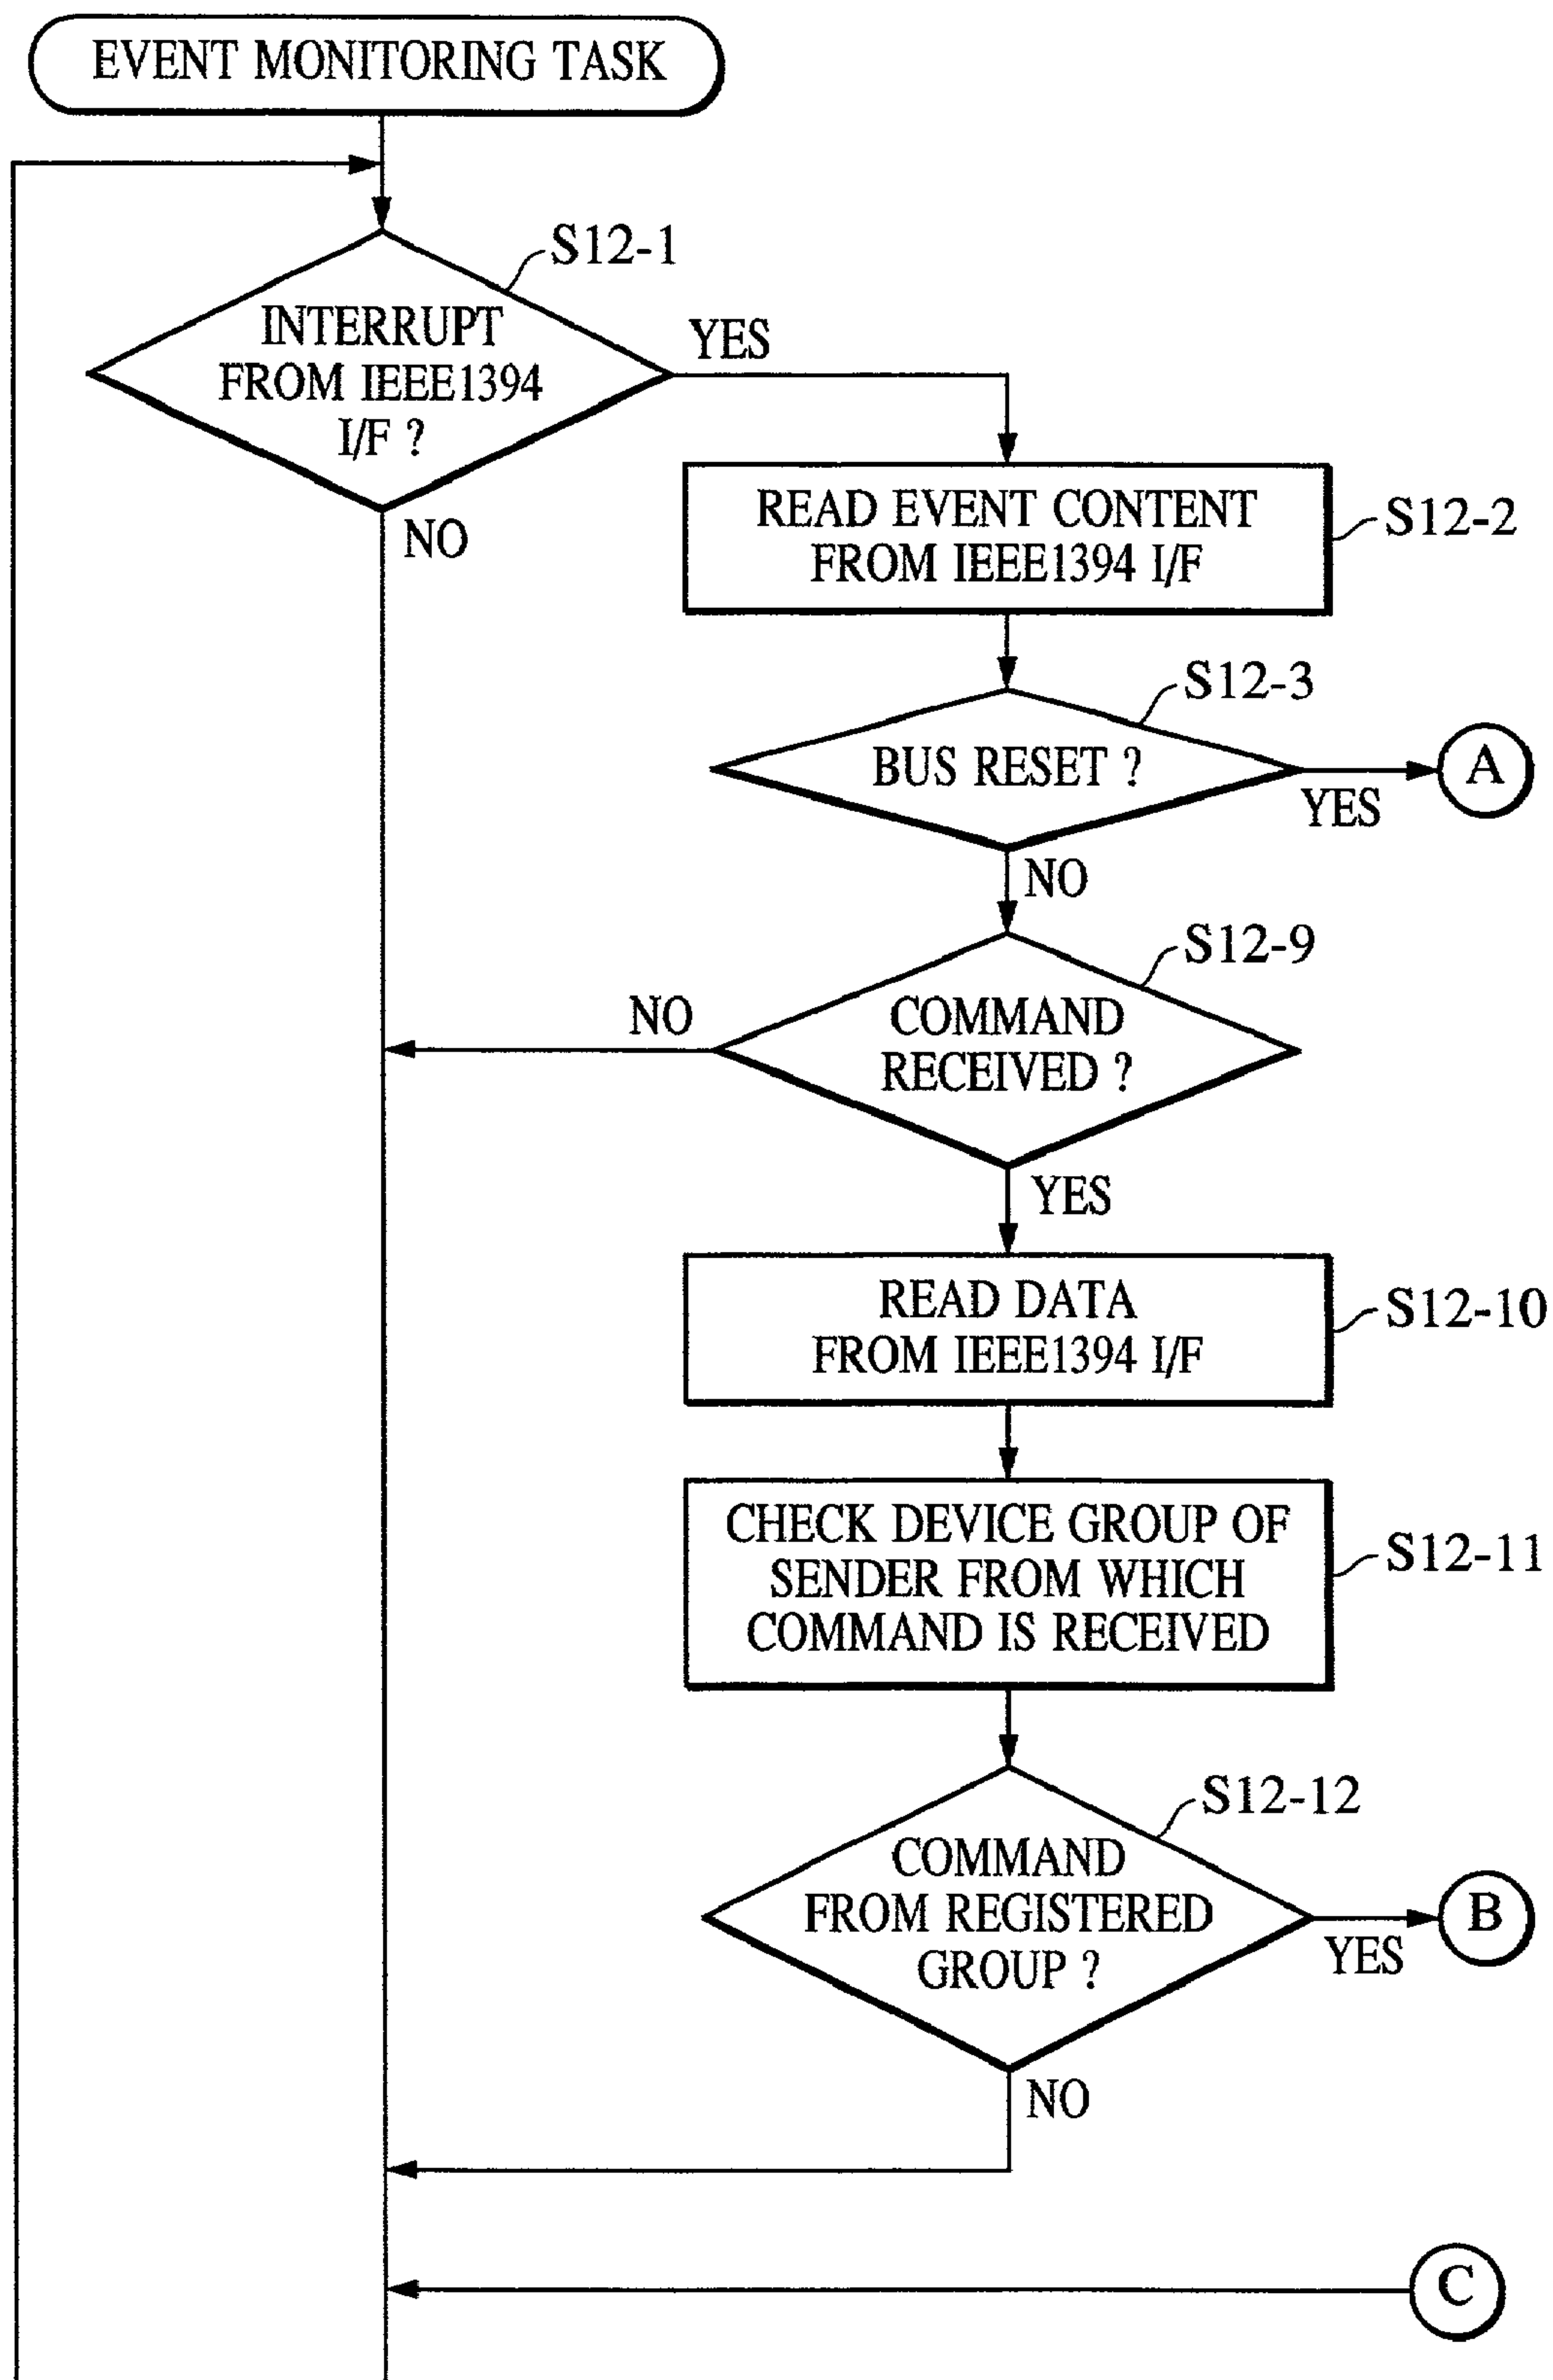 EVENT MONITORING TASK
S12-1
INTERRUPT
FROM IEEE1394
I/F ?
YES
NO
READ EVENT CONTENT
FROM IEEE1394 I/F
S12-2
S12-3
BUS RESET ?
YES
A
NO
S12-9
COMMAND
RECEIVED ?
NO
YES
READ DATA
FROM IEEE1394 I/F
S12-10
CHECK DEVICE GROUP OF
SENDER FROM WHICH
COMMAND IS RECEIVED
S12-11
S12-12
COMMAND
FROM REGISTERED
GROUP ?
YES
B
NO
C